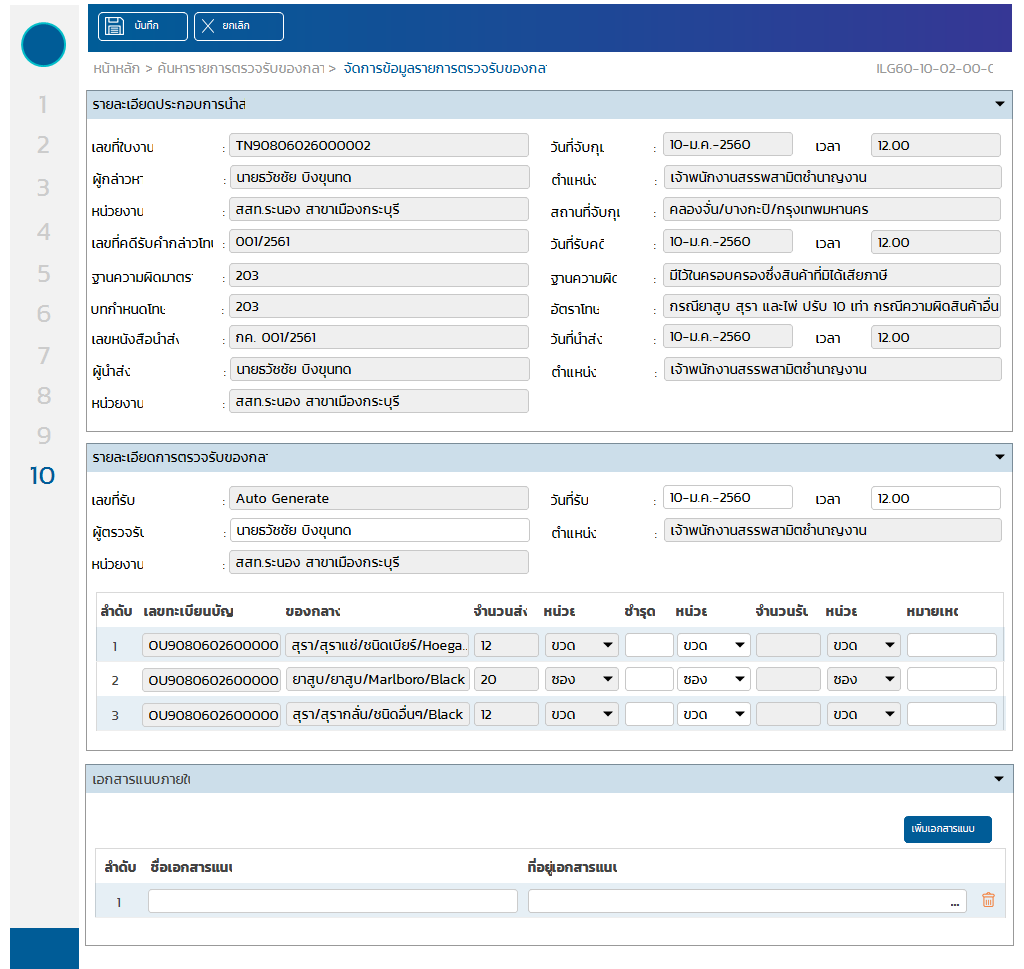 บันทึก ยกเลิก
หน้าหลัก > ค้นหารายการตรวจรับของกลา > จัดการข้อมูลรายการตรวจรับของกลา ILG60-10-02-00-0
1
2
3
4
5
6
7
8
9
10
รายละเอียดประกอบการนำส
เลขที่ใบงาน : TN90806026000002 วันที่จับกุม : 10-ม.ค.-2560 เวลา 12.00
ผู้กล่าวหา : นายธวัชชัย บิงขุนทด ตำแหน่ง : เจ้าพนักงานสรรพสามิตชำนาญงาน
หน่วยงาน : สสท.ระนอง สาขาเมืองกระบุรี สถานที่จับกุม : คลองจั่น/บางกะปิ/กรุงเทพมหานคร
เลขที่คดีรับคำกล่าวโทษ : 001/2561 วันที่รับคดี : 10-ม.ค.-2560 เวลา 12.00
ฐานความผิดมาตรา : 203 ฐานความผิด : มีไว้ในครอบครองซึ่งสินค้าที่มิได้เสียภาษี
บทกำหนดโทษ : 203 อัตราโทษ : กรณียาสูบ สุรา และไพ่ ปรับ 10 เท่า กรณีความผิดสินค้าอื่น
เลขหนังสือนำส่ง : กค. 001/2561 วันที่นำส่ง : 10-ม.ค.-2560 เวลา 12.00
ผู้นำส่ง : นายธวัชชัย บิงขุนทด ตำแหน่ง : เจ้าพนักงานสรรพสามิตชำนาญงาน
หน่วยงาน : สสท.ระนอง สาขาเมืองกระบุรี
รายละเอียดการตรวจรับของกลา
เลขที่รับ : Auto Generate วันที่รับ : 10-ม.ค.-2560 เวลา 12.00
ผู้ตรวจรับ : นายธวัชชัย บิงขุนทด ตำแหน่ง : เจ้าพนักงานสรรพสามิตชำนาญงาน
หน่วยงาน : สสท.ระนอง สาขาเมืองกระบุรี
ลำดับ เลขทะเบียนบัญ ของกลาง จำนวนส่ง หน่วย ชำรุด หน่วย จำนวนรับ หน่วย หมายเหต
1 OU9080602600000 สุรา/สุราแช่/ชนิดเบียร์/Hoega.. 12 ขวด ขวด ขวด
2 OU9080602600000 ยาสูบ/ยาสูบ/Marlboro/Black 20 ซอง ซอง ซอง
3 OU9080602600000 สุรา/สุรากลั่น/ชนิดอื่นๆ/Black 12 ขวด ขวด ขวด
เอกสารแนบภายใน
เพิ่มเอกสารแนบ
ลำดับ ชื่อเอกสารแนบ ที่อยู่เอกสารแนบ
1 ...